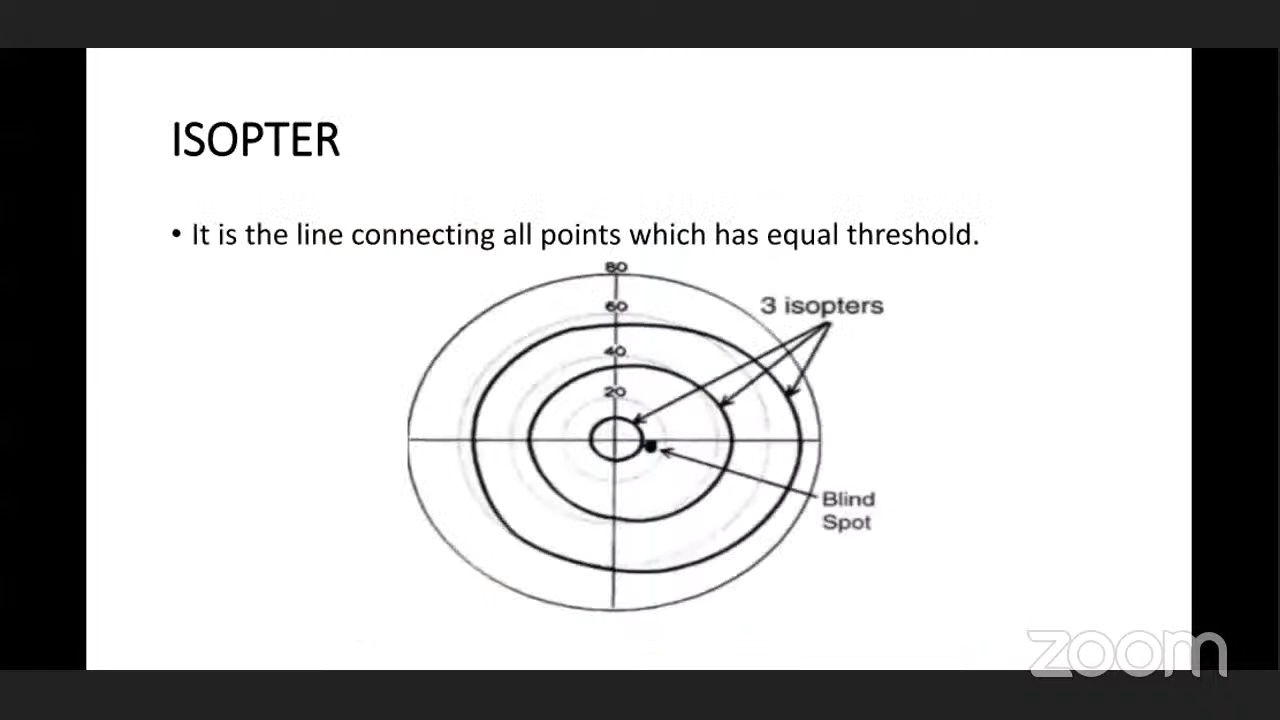 ISOPTER
• It is the line connecting all points which has equal threshold.
80
60
3 isopters
40
20
Blind
Spot
zoom